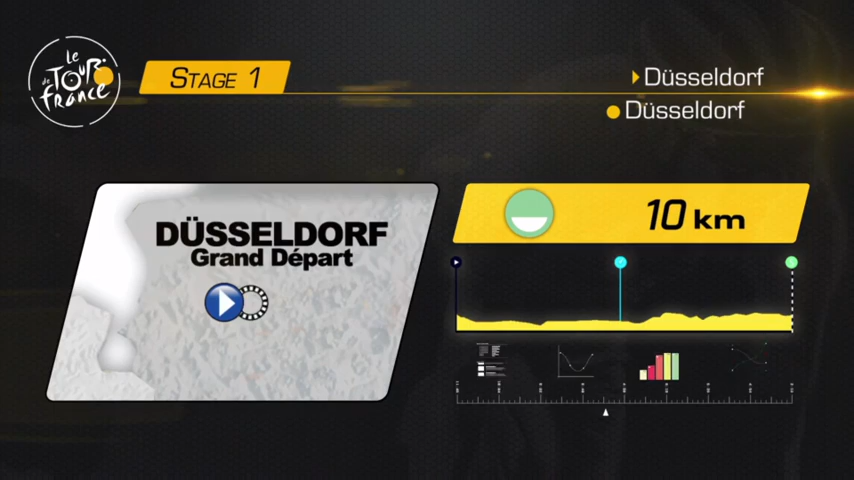 le
TOUR
de
france
STAGE 1
Düsseldorf
Düsseldorf
DÜSSELDORF
Grand Départ
10 km